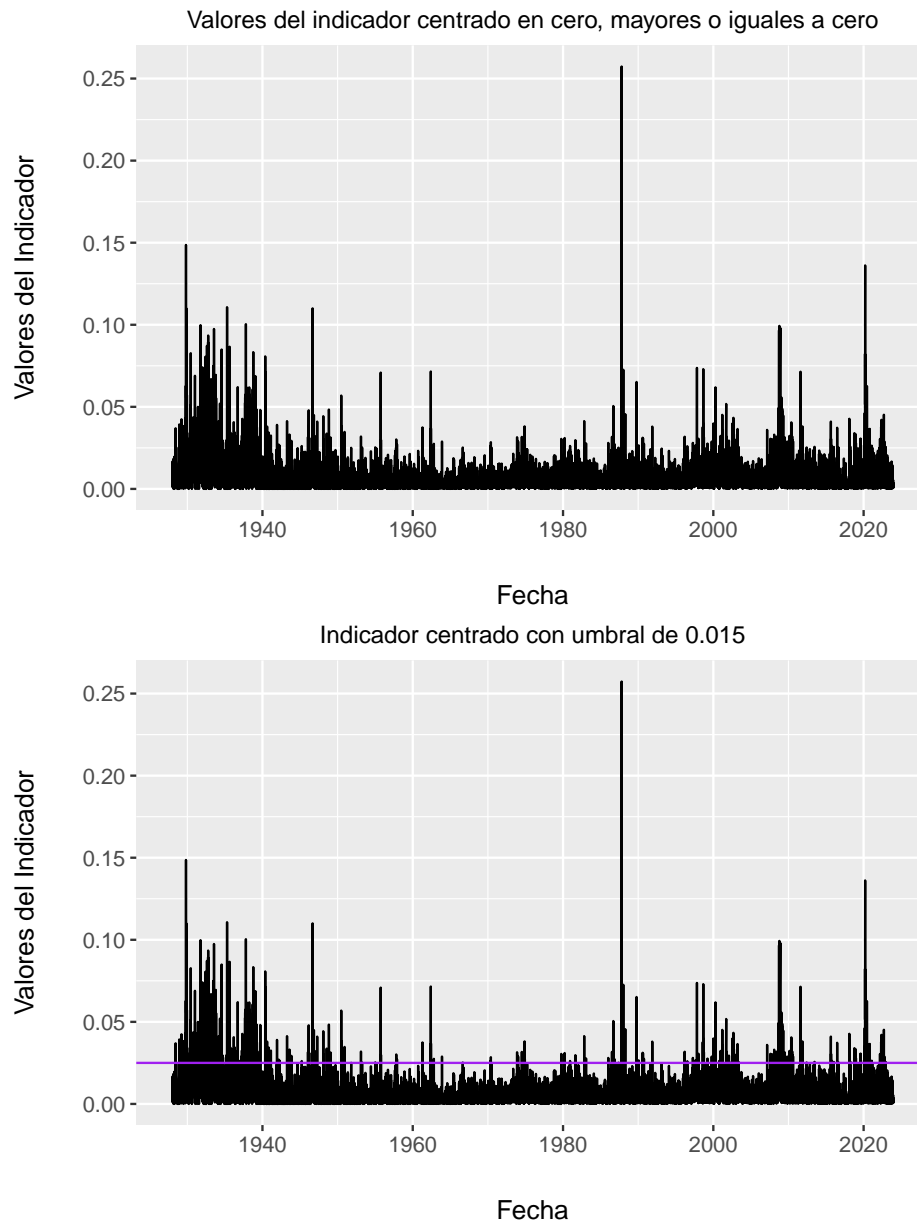 Valores del indicador centrado en cero, mayores o iguales a cero
Valores del Indicador
0.25
0.20
0.15
0.10
0.05
0.00
1940 1960 1980 2000 2020
Fecha
Indicador centrado con umbral de 0.015
Valores del Indicador
0.25
0.20
0.15
0.10
0.05
0.00
1940 1960 1980 2000 2020
Fecha